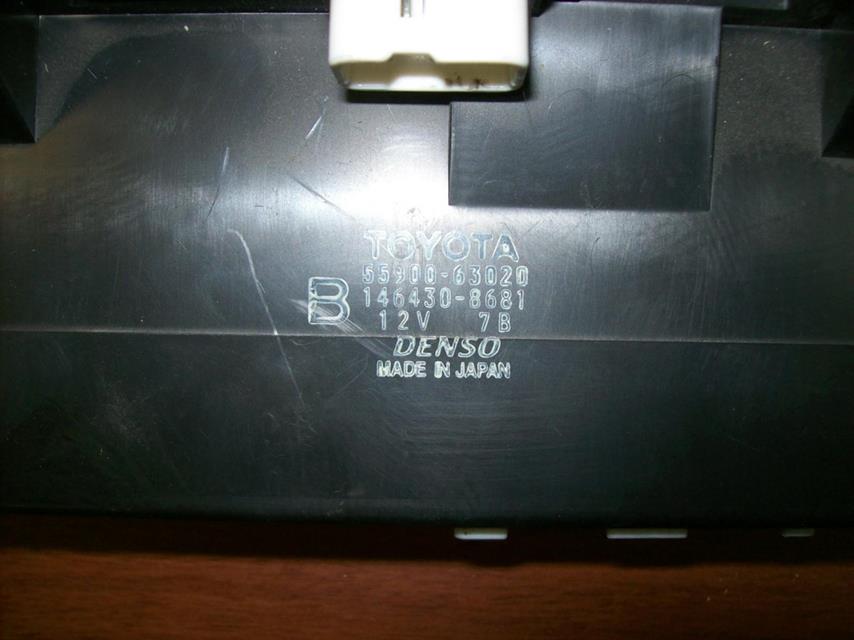 TOYOTA
55900-63020
B
146430-8681
12V 7B
DENSO
MADE IN JAPAN